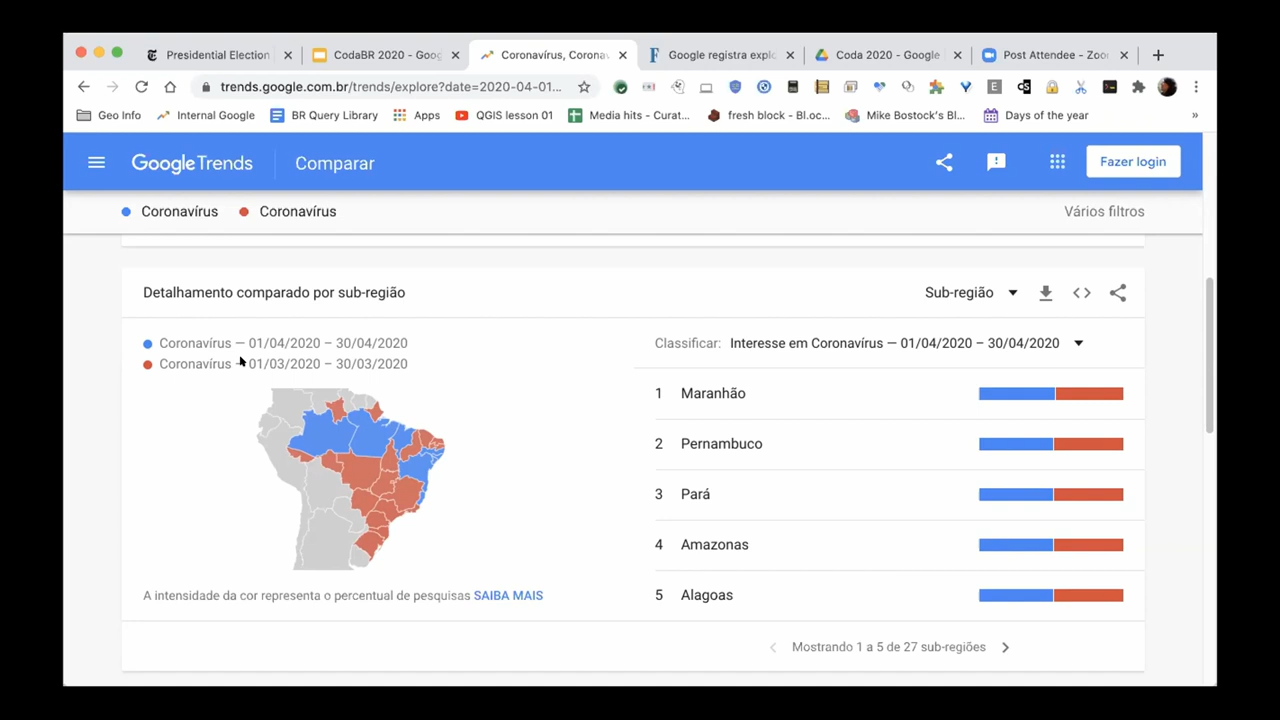 Presidential Election
CodaBR 2020 - Goog
Coronavírus, Corona
Google registra explo
Coda 2020 - Google
Post Attendee - Zoo
trends.google.com.br/trends/explore?date=2020-04-01...
Geo Info
Internal Google
BR Query Library
Apps
QGIS lesson 01
Media hits - Curat...
fresh block - Bl.oc...
Mike Bostock's Bl...
Days of the year
»
Google Trends
Comparar
Fazer login
Coronavírus
Coronavírus
Vários filtros
Detalhamento comparado por sub-região
Sub-região
Coronavírus — 01/04/2020 – 30/04/2020
Coronavírus — 01/03/2020 – 30/03/2020
Classificar: Interesse em Coronavírus — 01/04/2020 – 30/04/2020
1 Maranhão
2 Pernambuco
3 Pará
4 Amazonas
5 Alagoas
A intensidade da cor representa o percentual de pesquisas SAIBA MAIS
Mostrando 1 a 5 de 27 sub-regiões